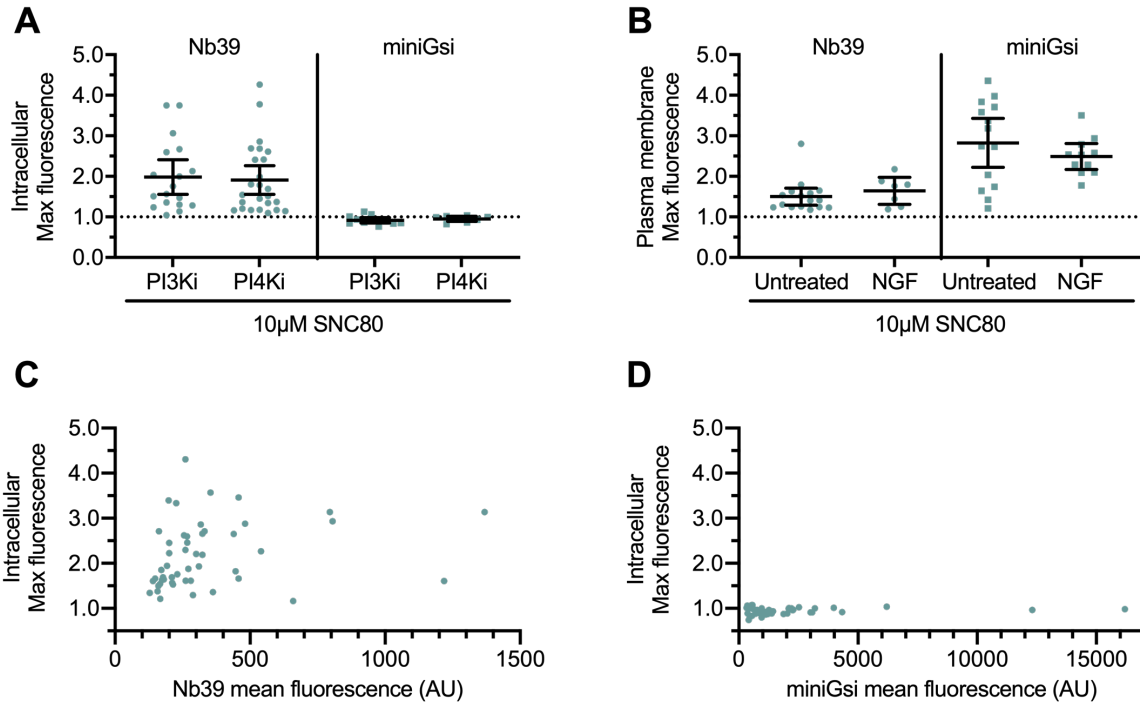 A
Nb39 miniGsi
Intracellular
Max fluorescence
5.0
4.0
3.0
2.0
1.0
0.0
PI3Ki PI4Ki PI3Ki PI4Ki
10µM SNC80
B
Nb39 miniGsi
Plasma membrane
Max fluorescence
5.0
4.0
3.0
2.0
1.0
0.0
Untreated NGF Untreated NGF
10µM SNC80
C
Intracellular
Max fluorescence
5.0
4.0
3.0
2.0
1.0
0 500 1000 1500
Nb39 mean fluorescence (AU)
D
Intracellular
Max fluorescence
5.0
4.0
3.0
2.0
1.0
0 5000 10000 15000
miniGsi mean fluorescence (AU)